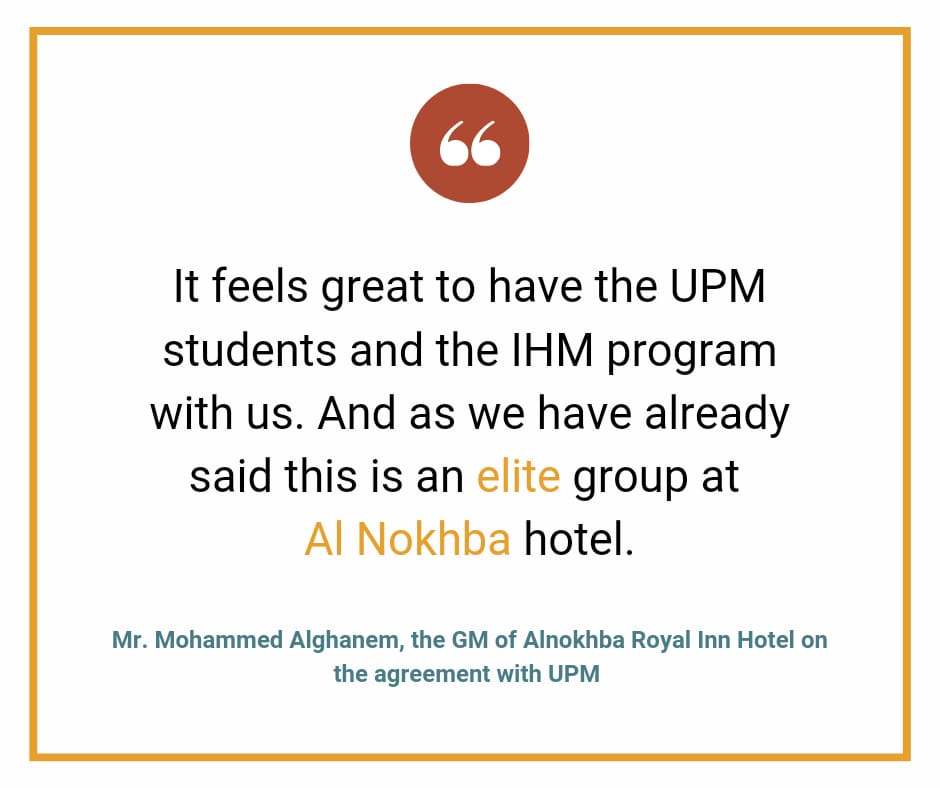 “
It feels great to have the UPM
students and the IHM program
with us. And as we have already
said this is an elite group at
Al Nokhba hotel.
Mr. Mohammed Alghanem, the GM of Alnokhba Royal Inn Hotel on
the agreement with UPM